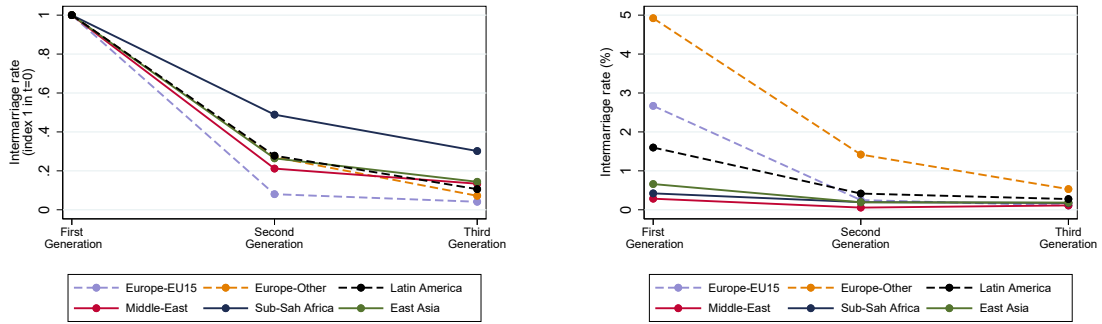 Intermarriage rate
(index 1 in t=0)
1
.8
.6
.4
.2
0
First
Generation
Second
Generation
Third
Generation
Europe-EU15
Europe-Other
Latin America
Middle-East
Sub-Sah Africa
East Asia
Intermarriage rate (%)
5
4
3
2
1
0
First
Generation
Second
Generation
Third
Generation
Europe-EU15
Europe-Other
Latin America
Middle-East
Sub-Sah Africa
East Asia